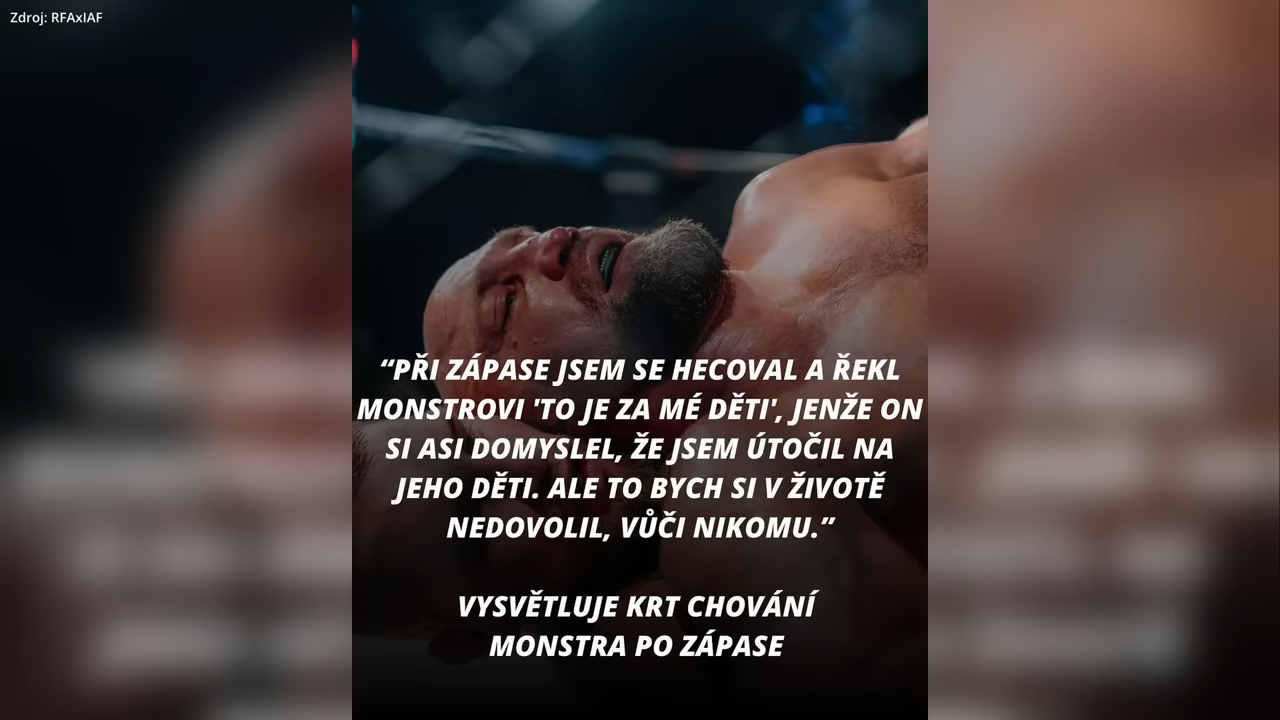 Zdroj: RFAxIAF
“PŘI ZÁPASE JSEM SE HECOVAL A ŘEKL
MONSTROVI 'TO JE ZA MÉ DĚTI', JENŽE ON
SI ASI DOMYSLEL, ŽE JSEM ÚTOČIL NA
JEHO DĚTI. ALE TO BYCH SI V ŽIVOTĚ
NEDOVOLIL, VŮČI NIKOMU.”
VYSVĚTLUJE KRT CHOVÁNÍ
MONSTRA PO ZÁPASE